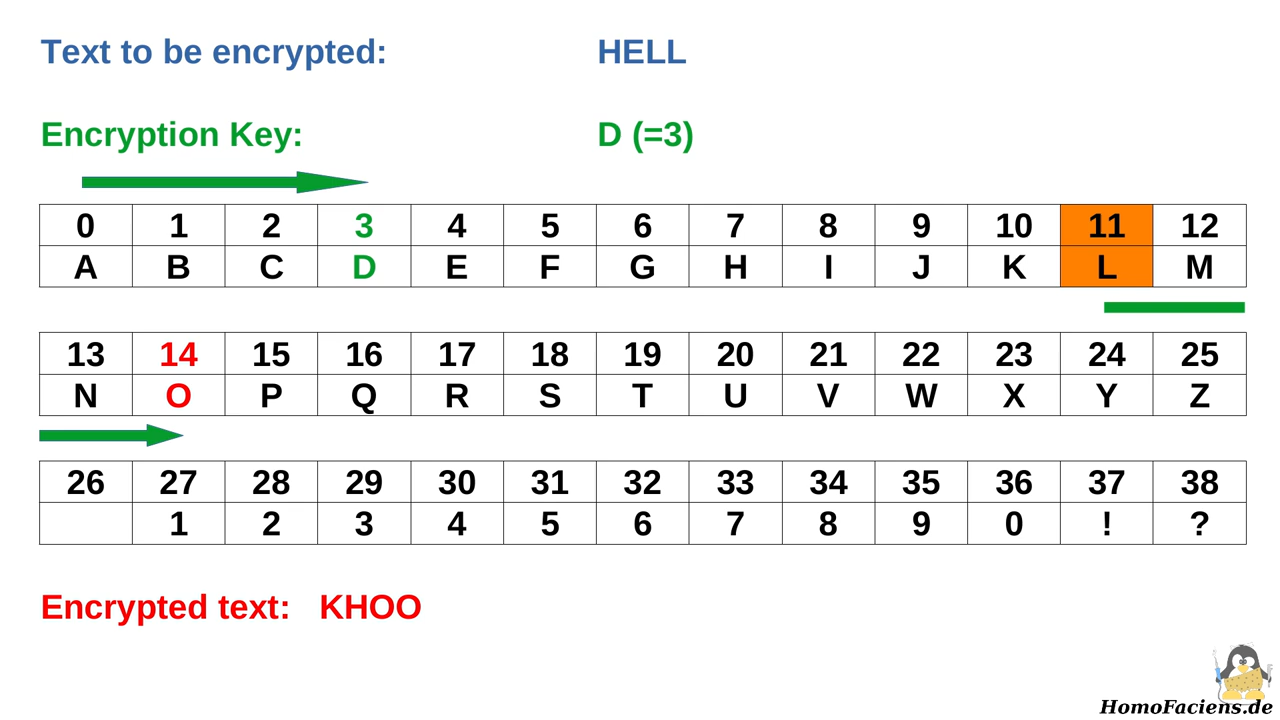 Text to be encrypted: HELL
Encryption Key: D (=3)
0 1 2 3 4 5 6 7 8 9 10 11 12
A B C D E F G H I J K L M
13 14 15 16 17 18 19 20 21 22 23 24 25
N O P Q R S T U V W X Y Z
26 27 28 29 30 31 32 33 34 35 36 37 38
1 2 3 4 5 6 7 8 9 0 ! ?
Encrypted text: KHOO
HomoFaciens.de